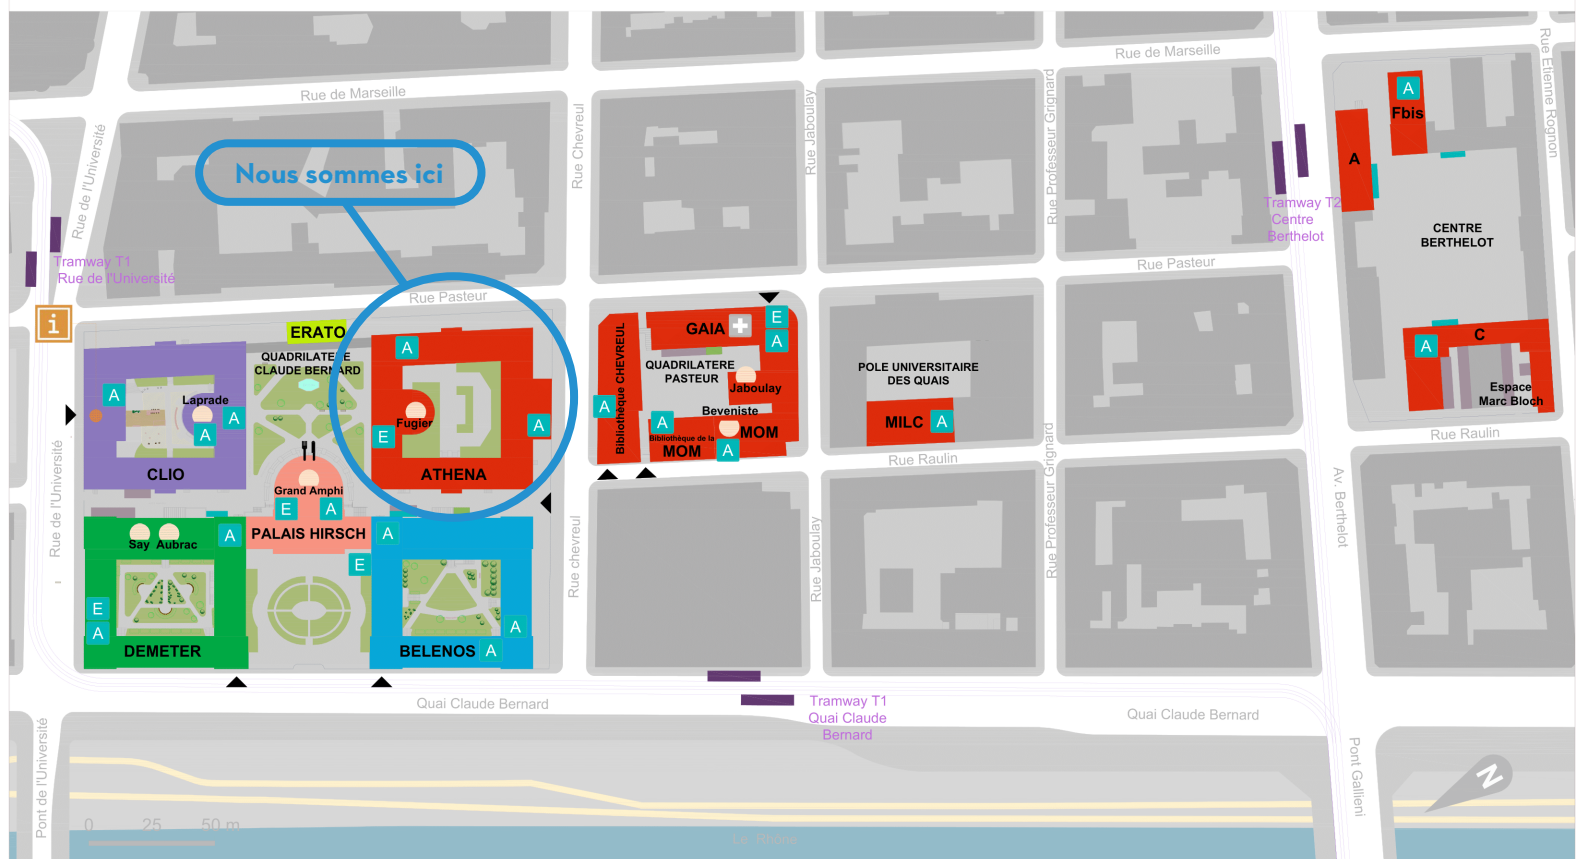 Rue de Marseille
Rue de Marseille
Rue Etienne Rognon
Rue de l'Université
Nous sommes ici
Rue Chevreul
Rue Jaboulay
Rue Professeur Grignard
A
Fbis
A
Tramway T2
Centre
Berthelot
CENTRE
BERTHELOT
Tramway T1
Rue de l'Université
Rue Pasteur
Rue Pasteur
i
ERATO
QUADRILATERE
CLAUDE BERNARD
A
A
Laprade
A
A
CLIO
Fugier
E
A
ATHENA
Grand Amphi
E
A
PALAIS HIRSCH
Bibliothèque CHEVREUL
A
GAIA
E
A
QUADRILATERE
PASTEUR
Jaboulay
Beveniste
A
Bibliothèque de la
MOM
MOM
A
POLE UNIVERSITAIRE
DES QUAIS
MILC
A
Rue Raulin
C
A
Espace
Marc Bloch
Rue Raulin
Rue de l'Université
Say
Aubrac
A
A
E
E
A
DEMETER
A
BELENOS
A
Rue chevreul
Rue Jaboulay
Rue Professeur Grignard
Av. Berthelot
Quai Claude Bernard
Tramway T1
Quai Claude
Bernard
Quai Claude Bernard
Pont de l'Université
Pont Gallieni
N
0
25
50 m
Le Rhône